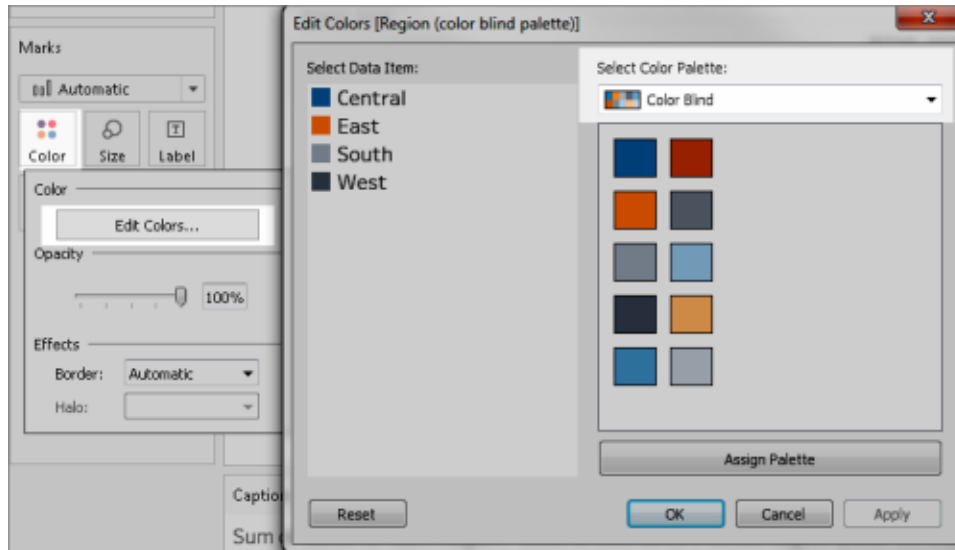 Marks
Automatic
Color
Size
Label
Color
Edit Colors...
Opacity
100%
Effects
Border: Automatic
Halo:
Edit Colors [Region (color blind palette)]
Select Data Item:
Central
East
South
West
Select Color Palette:
Color Blind
Assign Palette
Reset
OK
Cancel
Apply
Sum